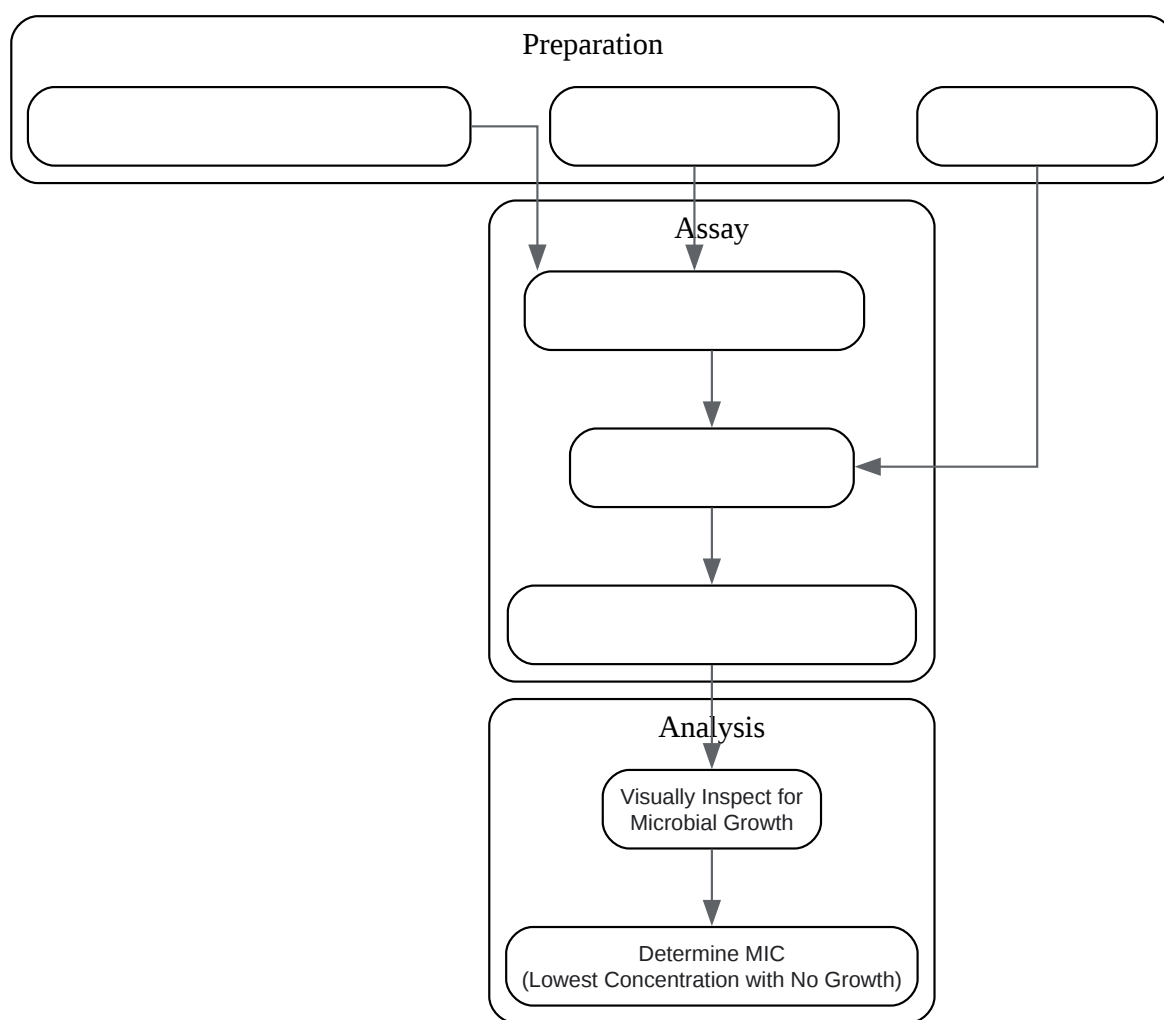 Preparation
Assay
Analysis
Visually Inspect for
Microbial Growth
Determine MIC
(Lowest Concentration with No Growth)